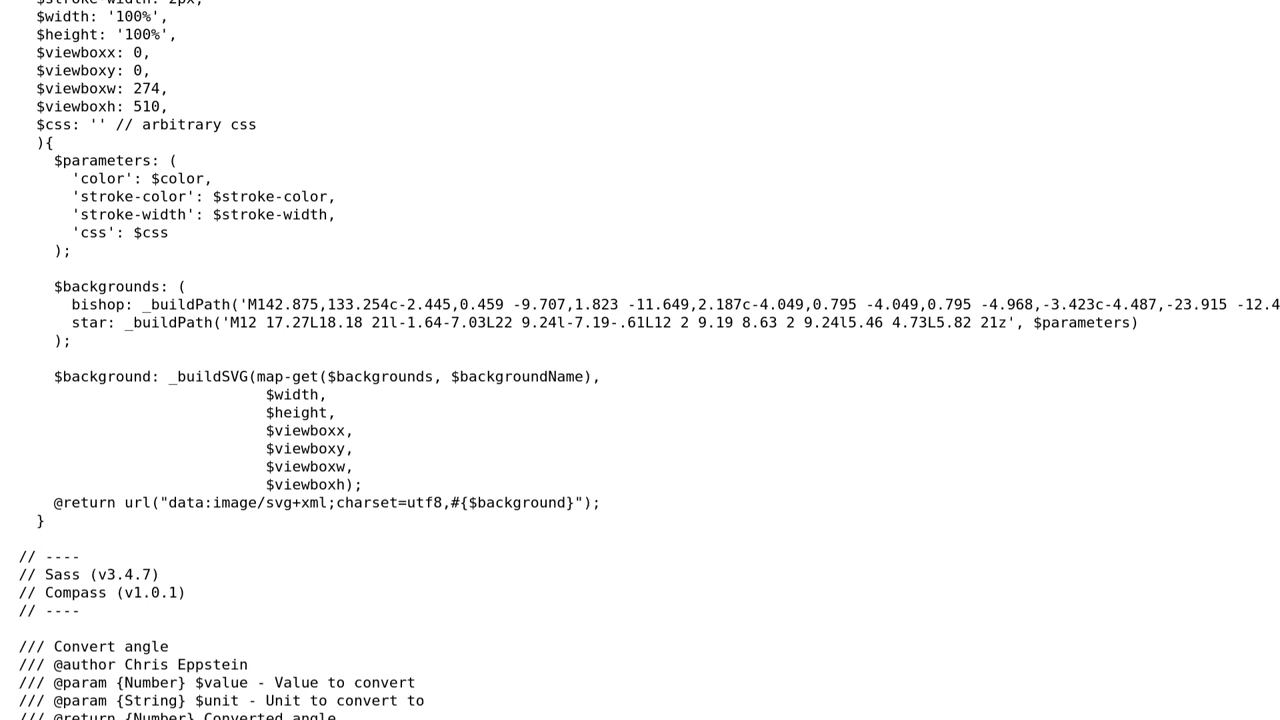 $stroke-width: 2px,
$width: '100%',
$height: '100%',
$viewboxx: 0,
$viewboxy: 0,
$viewboxw: 274,
$viewboxh: 510,
$css: '' // arbitrary css
){
$parameters: (
'color': $color,
'stroke-color': $stroke-color,
'stroke-width': $stroke-width,
'css': $css
);
$backgrounds: (
bishop: _buildPath('M142.875,133.254c-2.445,0.459 -9.707,1.823 -11.649,2.187c-4.049,0.795 -4.049,0.795 -4.968,-3.423c-4.487,-23.915 -12.4
star: _buildPath('M12 17.27L18.18 21l-1.64-7.03L22 9.24l-7.19-.61L12 2 9.19 8.63 2 9.24l5.46 4.73L5.82 21z', $parameters)
);
$background: _buildSVG(map-get($backgrounds, $backgroundName),
$width,
$height,
$viewboxx,
$viewboxy,
$viewboxw,
$viewboxh);
@return url("data:image/svg+xml;charset=utf8,#{$background}");
}
// ----
// Sass (v3.4.7)
// Compass (v1.0.1)
// ----
/// Convert angle
/// @author Chris Eppstein
/// @param {Number} $value - Value to convert
/// @param {String} $unit - Unit to convert to
/// @return {Number} Converted angle